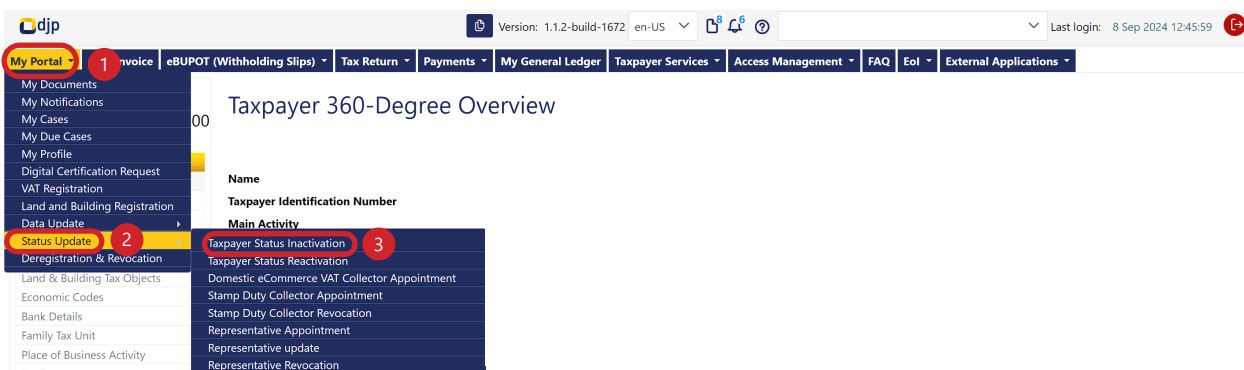 djp Version: 1.1.2-build-1672 en-US 8 6 Last login: 8 Sep 2024 12:45:59
My Portal 1 nvoice eBUPOT (Withholding Slips) Tax Return Payments My General Ledger Taxpayer Services Access Management FAQ EoI External Applications
My Documents
My Notifications
My Cases
My Due Cases
My Profile
Digital Certification Request
VAT Registration
Land and Building Registration
Data Update
Status Update 2
Deregistration & Revocation
Land & Building Tax Objects
Economic Codes
Bank Details
Family Tax Unit
Place of Business Activity
00
Taxpayer 360-Degree Overview
Name
Taxpayer Identification Number
Main Activity
Taxpayer Status Inactivation 3
Taxpayer Status Reactivation
Domestic eCommerce VAT Collector Appointment
Stamp Duty Collector Appointment
Stamp Duty Collector Revocation
Representative Appointment
Representative update
Representative Revocation